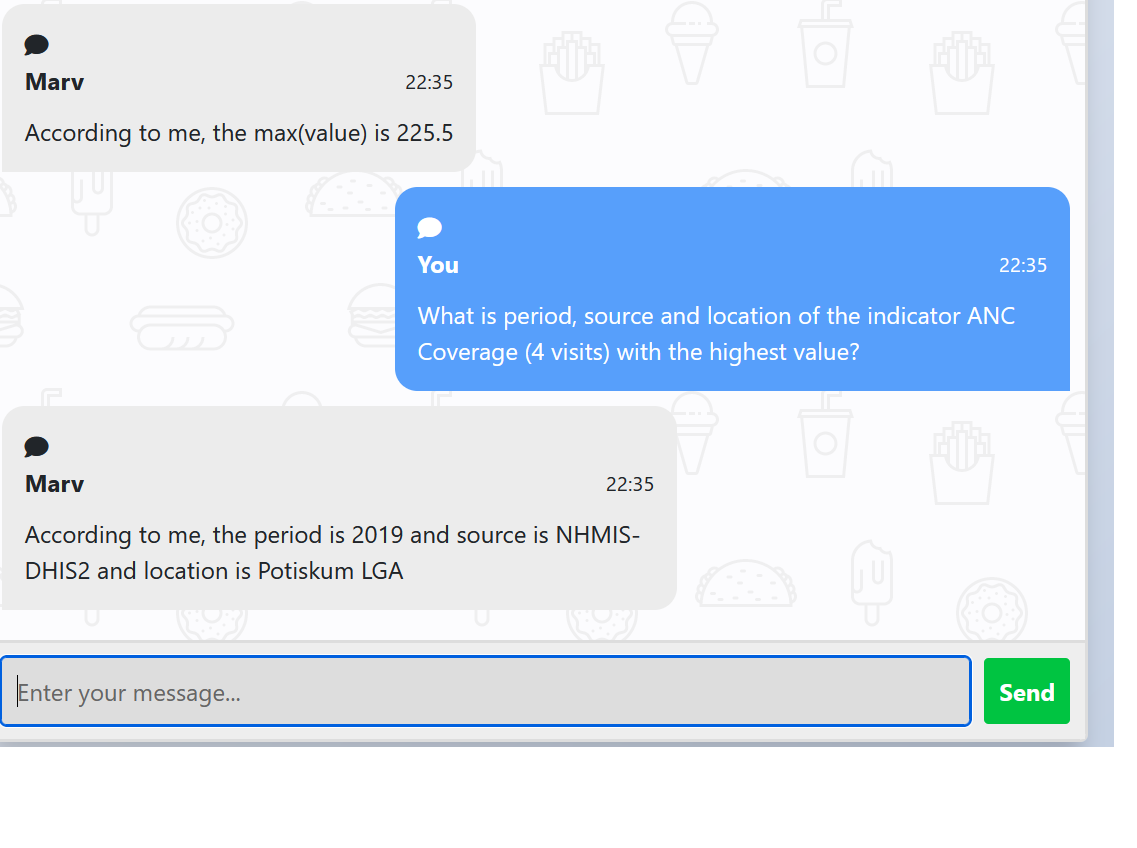 Marv 22:35
According to me, the max(value) is 225.5
You 22:35
What is period, source and location of the indicator ANC
Coverage (4 visits) with the highest value?
Marv 22:35
According to me, the period is 2019 and source is NHMIS-
DHIS2 and location is Potiskum LGA
Enter your message... Send